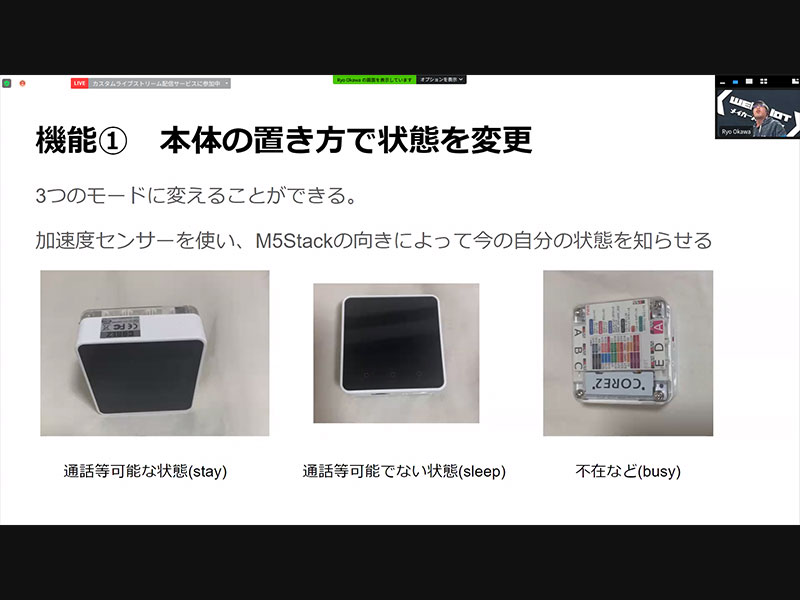 LIVE カスタムライブストリーム配信サービスに参加中
Ryo Okawa の画面を表示しています オプションを表示
Ryo Okawa
機能① 本体の置き方で状態を変更
3つのモードに変えることができる。
加速度センサーを使い、M5Stackの向きによって今の自分の状態を知らせる
A
B
C
A
D
E
CORE2
通話等可能な状態(stay)
通話等可能でない状態(sleep)
不在など(busy)